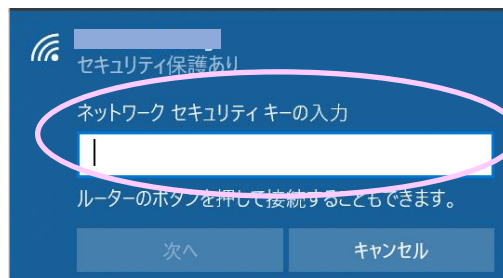 セキュリティ保護あり
ネットワーク セキュリティ キーの入力
ルーターのボタンを押して接続することもできます。
次へ
キャンセル